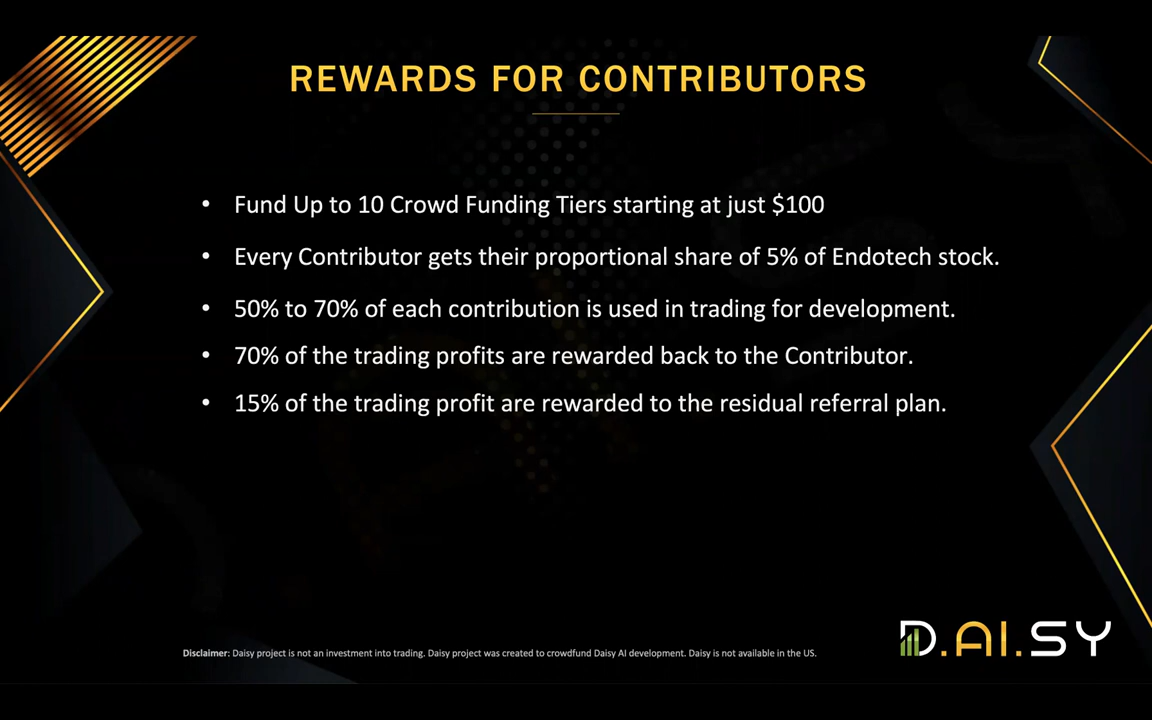 REWARDS FOR CONTRIBUTORS
• Fund Up to 10 Crowd Funding Tiers starting at just $100
• Every Contributor gets their proportional share of 5% of Endotech stock.
• 50% to 70% of each contribution is used in trading for development.
• 70% of the trading profits are rewarded back to the Contributor.
• 15% of the trading profit are rewarded to the residual referral plan.
D.AI.SY
Disclaimer: Daisy project is not an investment into trading. Daisy project was created to crowdfund Daisy AI development. Daisy is not available in the US.